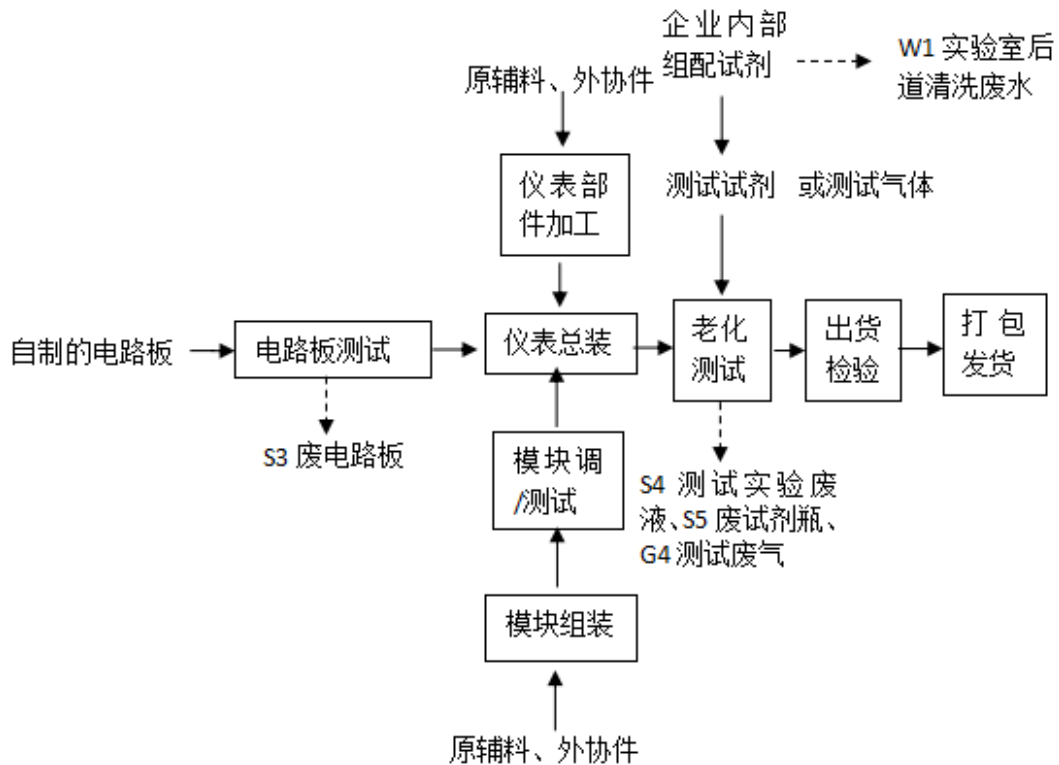 企业内部
组配试剂
W1 实验室后
道清洗废水
原辅料、外协件
仪表部
件加工
测试试剂 或测试气体
自制的电路板
电路板测试
仪表总装
老化
测试
出货
检验
打包
发货
S3 废电路板
模块调
/测试
S4 测试实验废
液、S5 废试剂瓶、
G4 测试废气
模块组装
原辅料、外协件